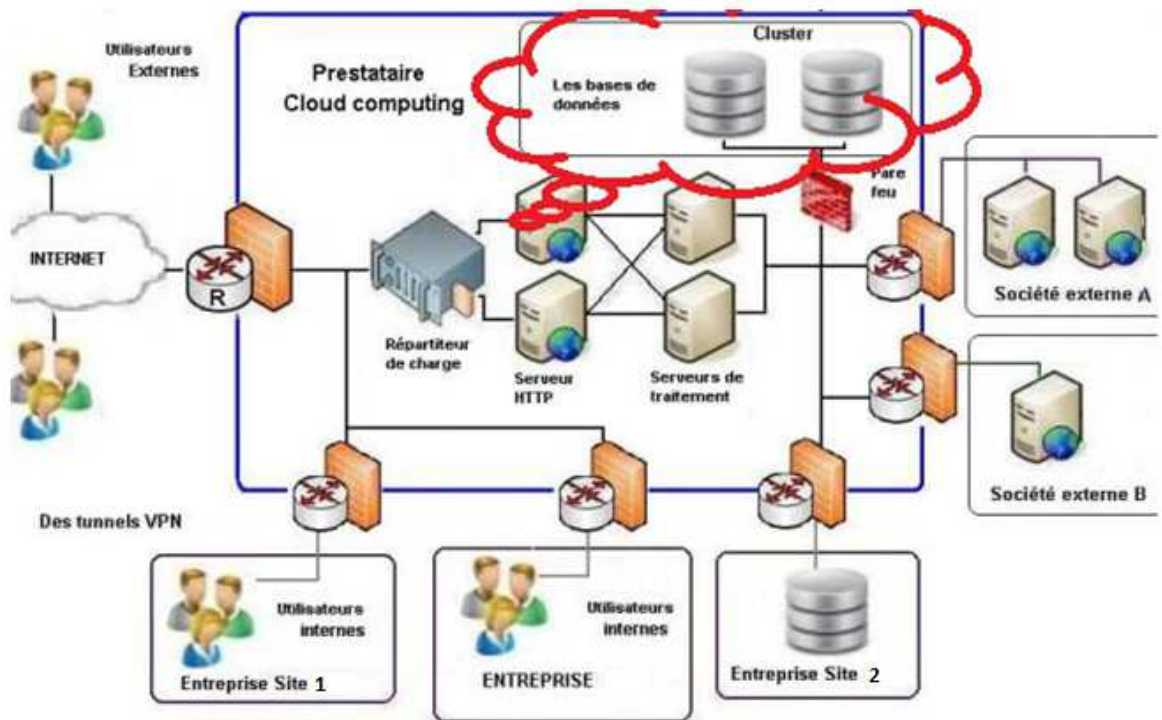 Utilisateurs
Externes
Prestataire
Cloud computing
Cluster
Les bases de
données
Pare
feu
INTERNET
R
Répartiteur
de charge
Serveur
HTTP
Serveurs de
traitement
Société externe A
Société externe B
Des tunnels VPN
Utilisateurs
internes
Entreprise Site 1
Utilisateurs
internes
ENTREPRISE
Entreprise Site 2